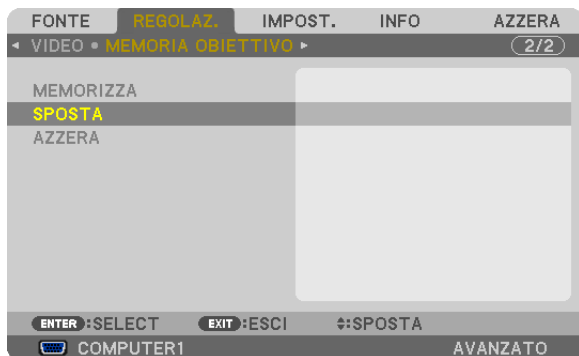 FONTE REGOLAZ. IMPOST. INFO AZZERA
◂ VIDEO • MEMORIA OBIETTIVO ▸ 2/2
MEMORIZZA
SPOSTA
AZZERA
ENTER :SELECT EXIT :ESCI ♦:SPOSTA
COMPUTER1 AVANZATO